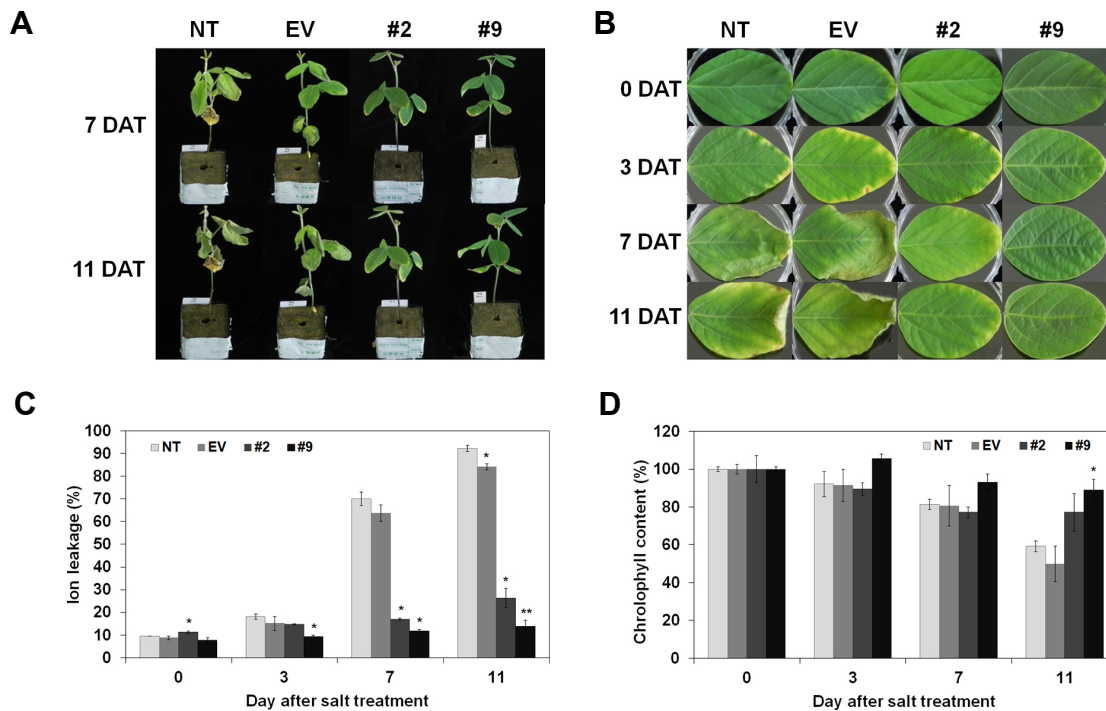 A
NT EV #2 #9
7 DAT
11 DAT
B
NT EV #2 #9
0 DAT
3 DAT
7 DAT
11 DAT
C
Ion leakage (%)
100
90
80
70
60
50
40
30
20
10
0
NT EV #2 #9
*
*
*
*
*
*
**
0 3 7 11
Day after salt treatment
D
Chrolophyll content (%)
120
100
80
60
40
20
0
NT EV #2 #9
*
0 3 7 11
Day after salt treatment